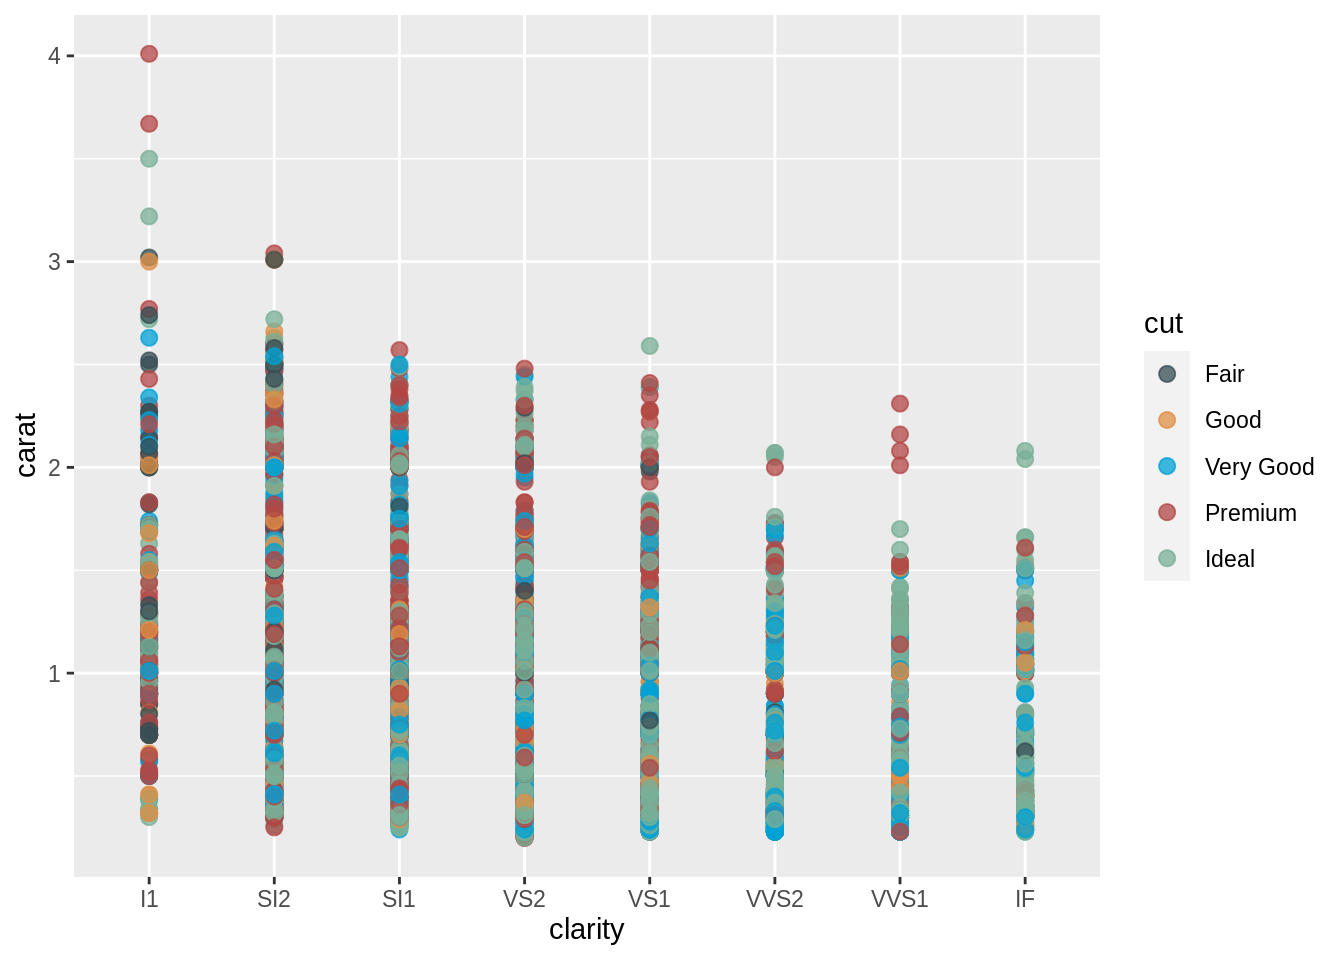 4
3
2
1
carat
I1 SI2 SI1 VS2 VS1 VVS2 VVS1 IF
clarity
cut
Fair
Good
Very Good
Premium
Ideal